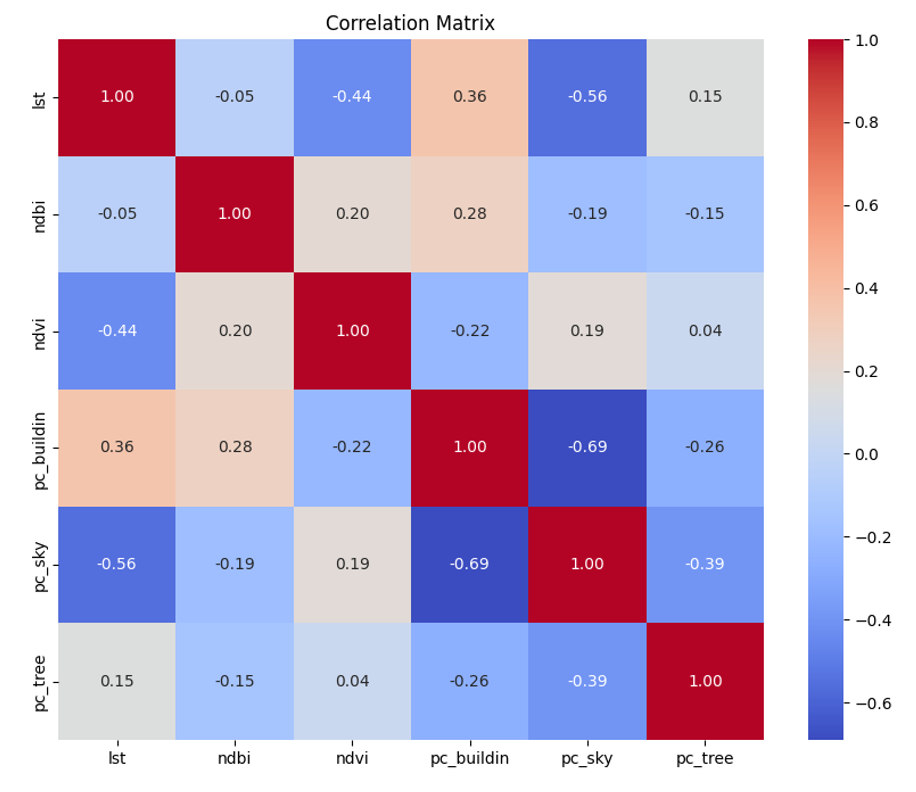 Correlation Matrix
lst 1.00 -0.05 -0.44 0.36 -0.56 0.15
ndbi -0.05 1.00 0.20 0.28 -0.19 -0.15
ndvi -0.44 0.20 1.00 -0.22 0.19 0.04
pc_buildin 0.36 0.28 -0.22 1.00 -0.69 -0.26
pc_sky -0.56 -0.19 0.19 -0.69 1.00 -0.39
pc_tree 0.15 -0.15 0.04 -0.26 -0.39 1.00
lst ndbi ndvi pc_buildin pc_sky pc_tree
1.0
0.8
0.6
0.4
0.2
0.0
−0.2
−0.4
−0.6